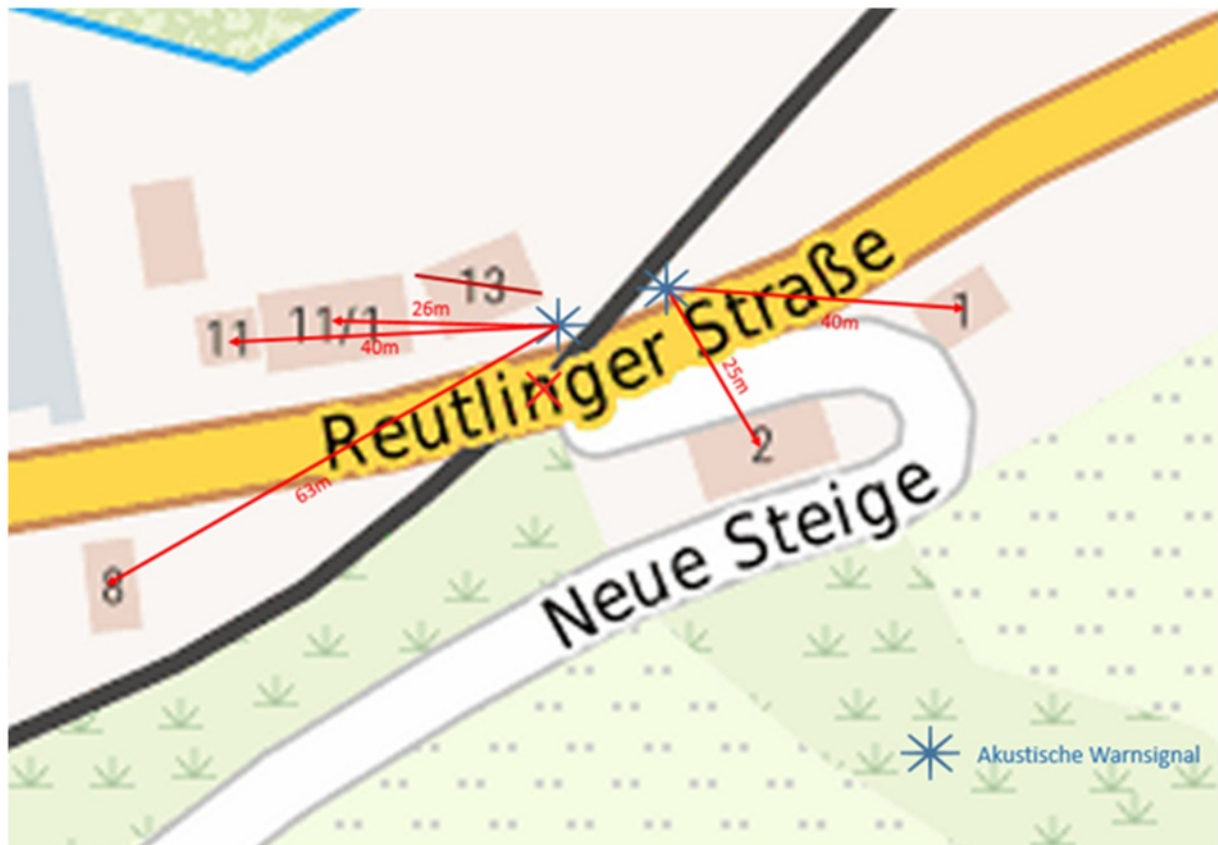 13
26m
11
11/1
40m
Reutlinger Straße
1
40m
25m
2
63m
8
Neue Steige
Akustische Warnsignal